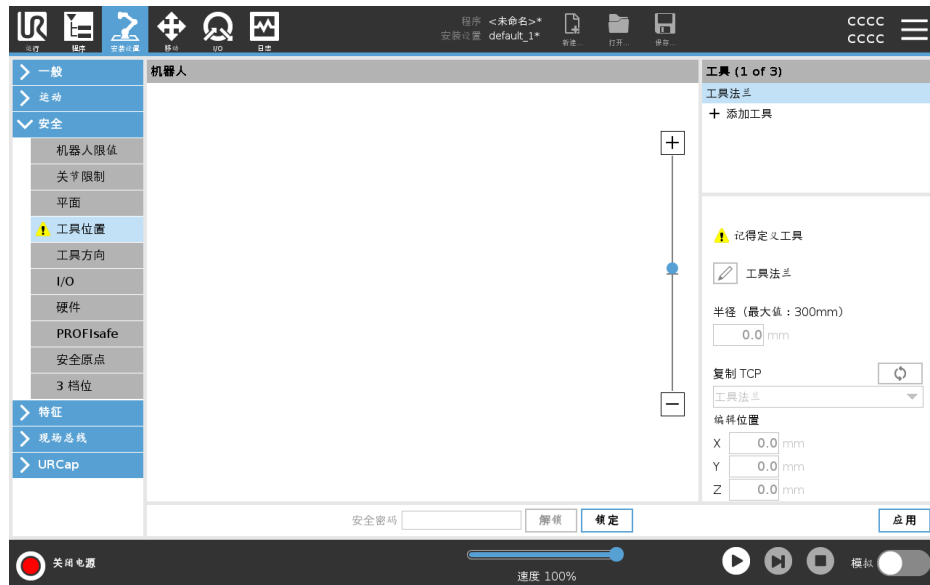 程序 <未命名>*
安装设置 default_1*
新建...
打开...
保存...
CCCC
CCCC
运行
程序
安装设置
移动
I/O
日志
一般
运动
安全
机器人限值
关节限制
平面
工具位置
工具方向
I/O
硬件
PROFIsafe
安全原点
3 档位
特征
现场总线
URCap
机器人
工具 (1 of 3)
工具法兰
添加工具
记得定义工具
工具法兰
半径 (最大值:300mm)
0.0 mm
复制 TCP
工具法兰
编辑位置
X 0.0 mm
Y 0.0 mm
Z 0.0 mm
安全密码
解锁
锁定
应用
关闭电源
速度 100%
模拟